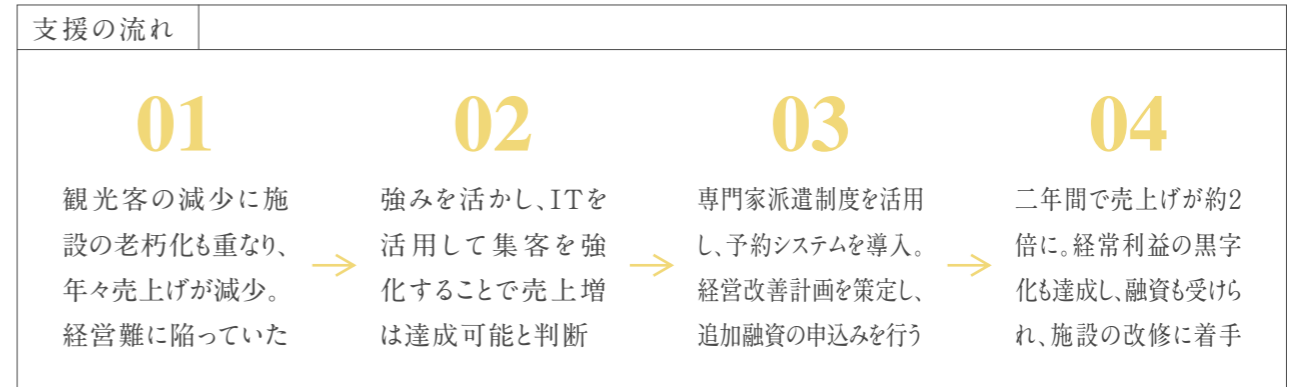 支援の流れ
01
観光客の減少に施
設の老朽化も重なり、
年々売上げが減少。
経営難に陥っていた
02
強みを活かし、ITを
活用して集客を強
化することで売上増
は達成可能と判断
03
専門家派遣制度を活用
し、予約システムを導入。
経営改善計画を策定し、
追加融資の申込みを行う
04
二年間で売上げが約2
倍に。経常利益の黒字
化も達成し、融資も受けら
れ、施設の改修に着手